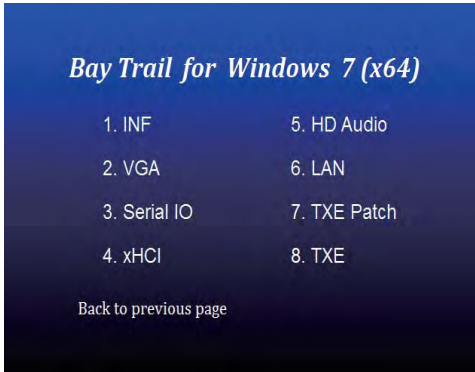 Bay Trail for Windows 7 (x64)
1. INF
2. VGA
3. Serial IO
4. xHCI
5. HD Audio
6. LAN
7. TXE Patch
8. TXE
Back to previous page